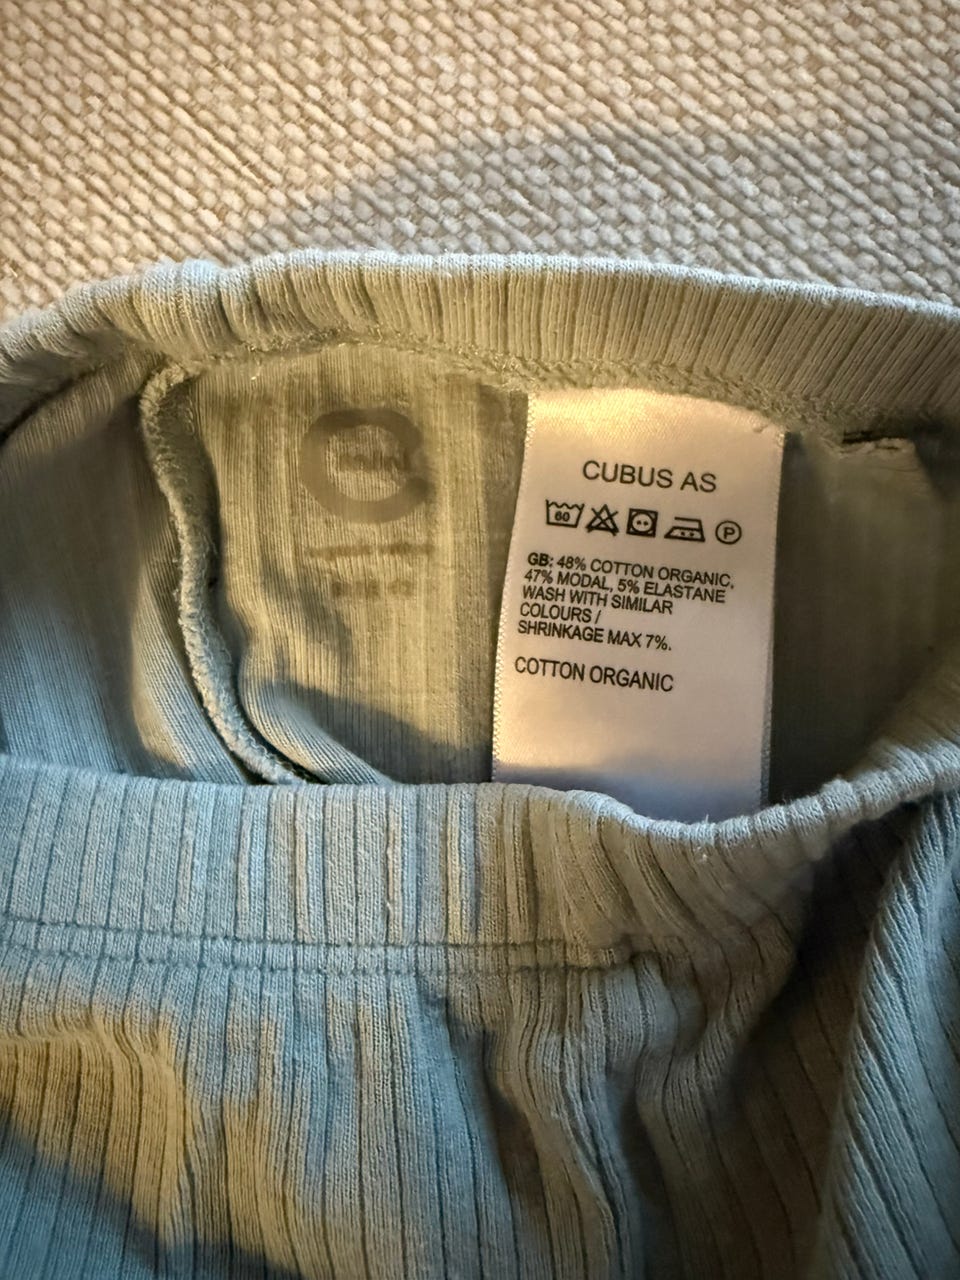 CUBUS AS
60
P
GB: 48% COTTON ORGANIC,
47% MODAL, 5% ELASTANE
WASH WITH SIMILAR
COLOURS /
SHRINKAGE MAX 7%.
COTTON ORGANIC